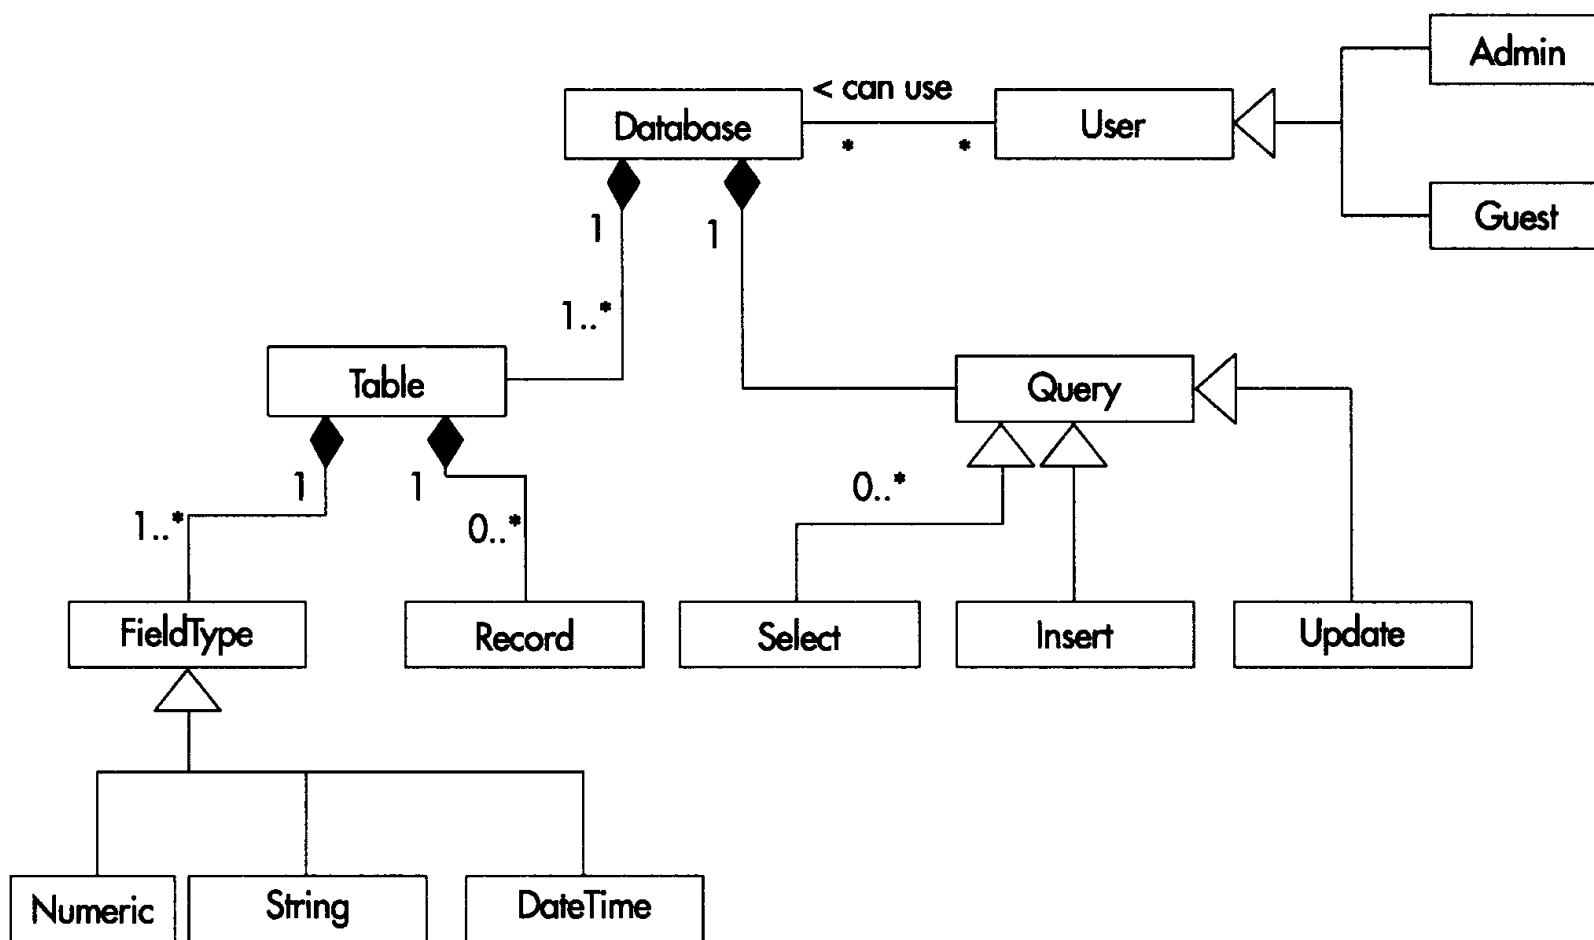 Admin
< can use
Database
User
*
*
Guest
1
1
1..*
Table
Query
1
1
0..*
1..*
0..*
FieldType
Record
Select
Insert
Update
Numeric
String
DateTime